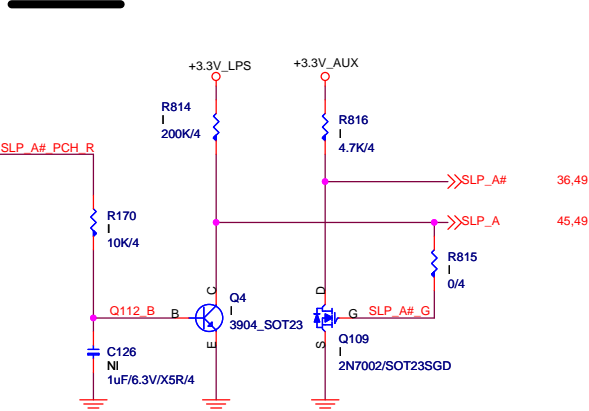 +3.3V_LPS
+3.3V_AUX
R814
I
200K/4
R816
I
4.7K/4
SLP_A#_PCH_R
SLP_A#
36,49
R170
I
10K/4
SLP_A
45,49
R815
I
0/4
C
D
Q112_B
B
Q4
I
3904_SOT23
G
SLP_A#_G
E
S
Q109
I
2N7002/SOT23SGD
C126
NI
1uF/6.3V/X5R/4